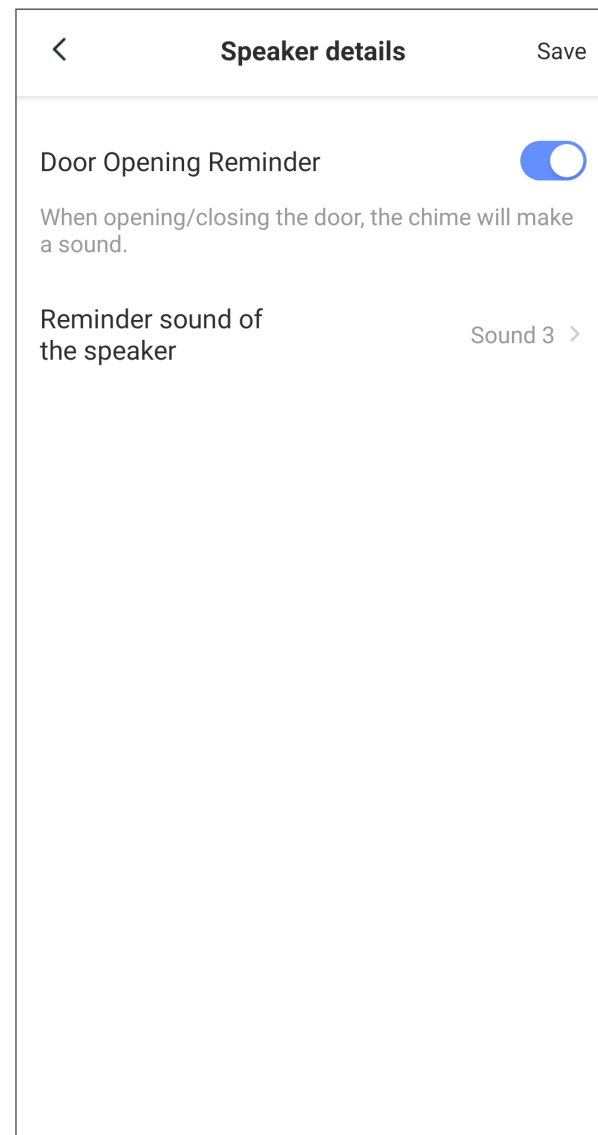 Speaker details
Save
Door Opening Reminder
When opening/closing the door, the chime will make
a sound.
Reminder sound of
the speaker
Sound 3